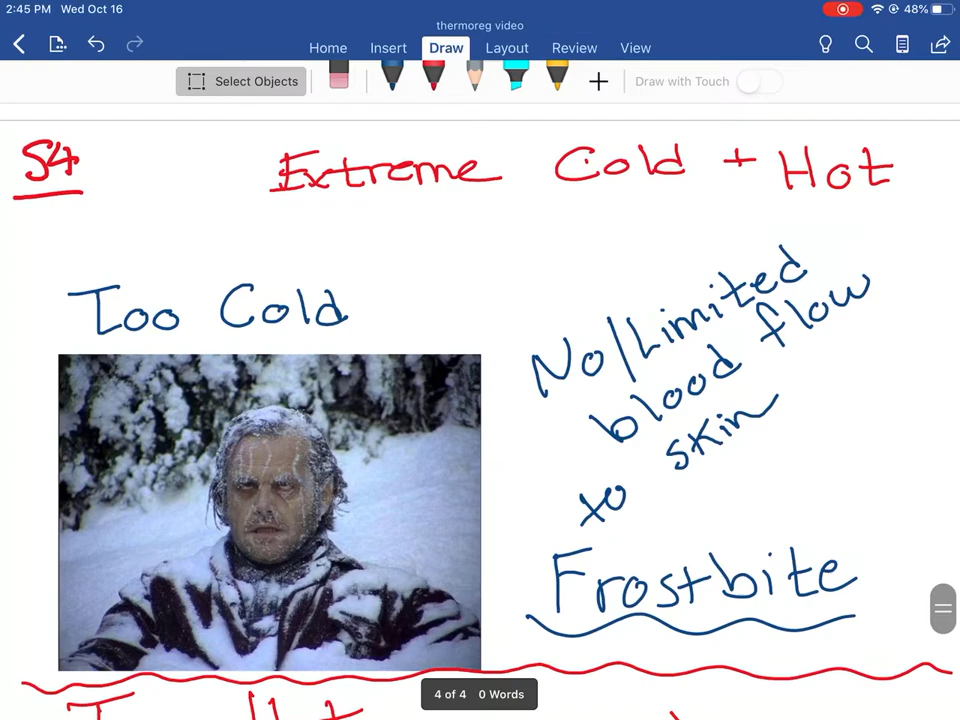 2:45 PM Wed Oct 16
48%
thermoreg video
Home Insert Draw Layout Review View
Select Objects
Draw with Touch
S4
Extreme Cold + Hot
Too Cold
No/Limited
blood flow
to skin
Frostbite
4 of 4 0 Words